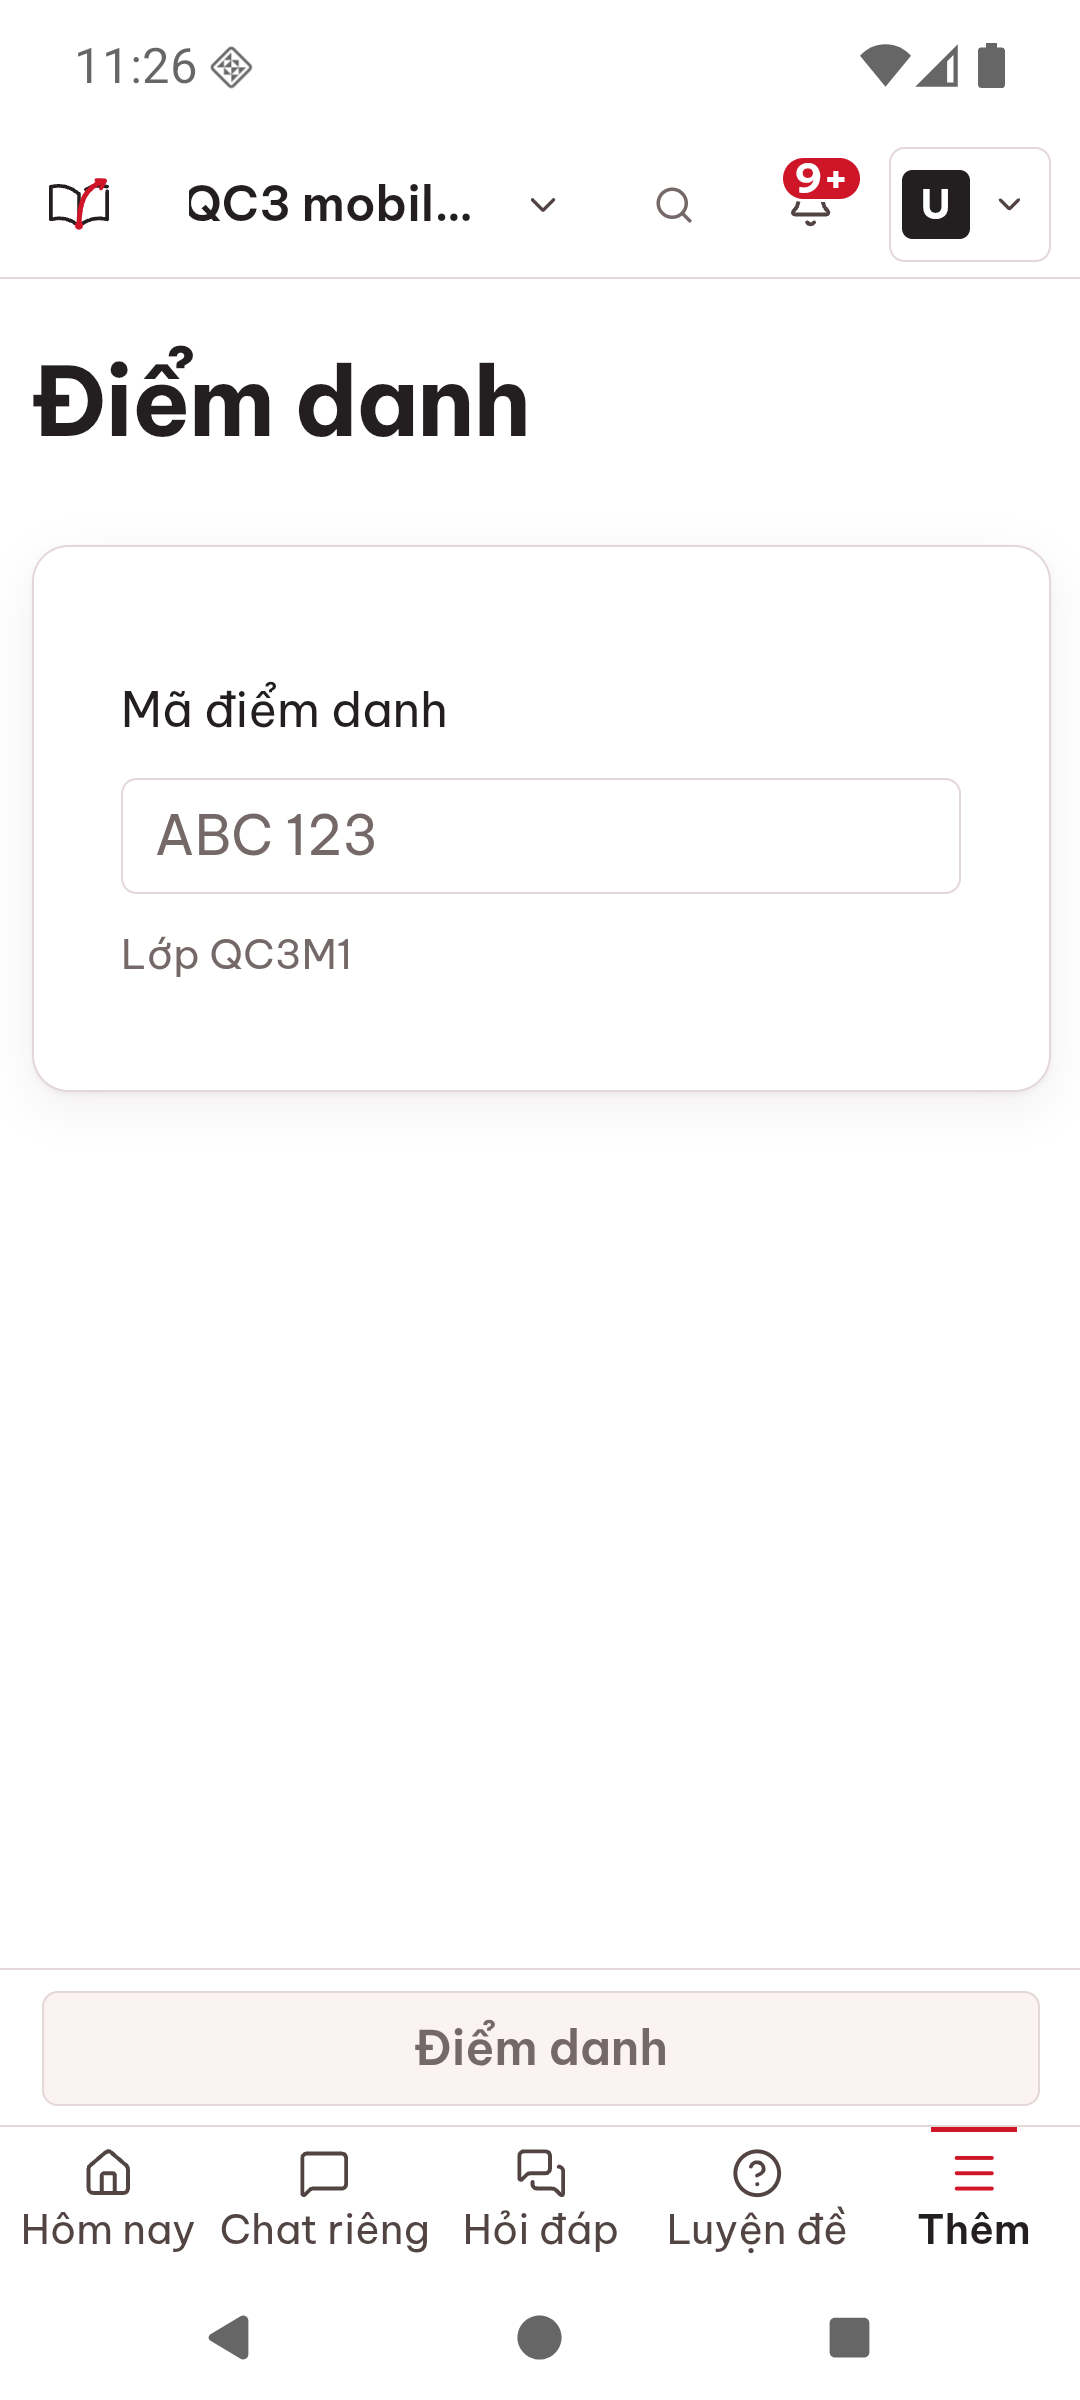 11:26
QC3 mobil...
9+
U
Điểm danh
Mã điểm danh
ABC 123
Lớp QC3M1
Điểm danh
Hôm nay
Chat riêng
Hỏi đáp
Luyện đề
Thêm